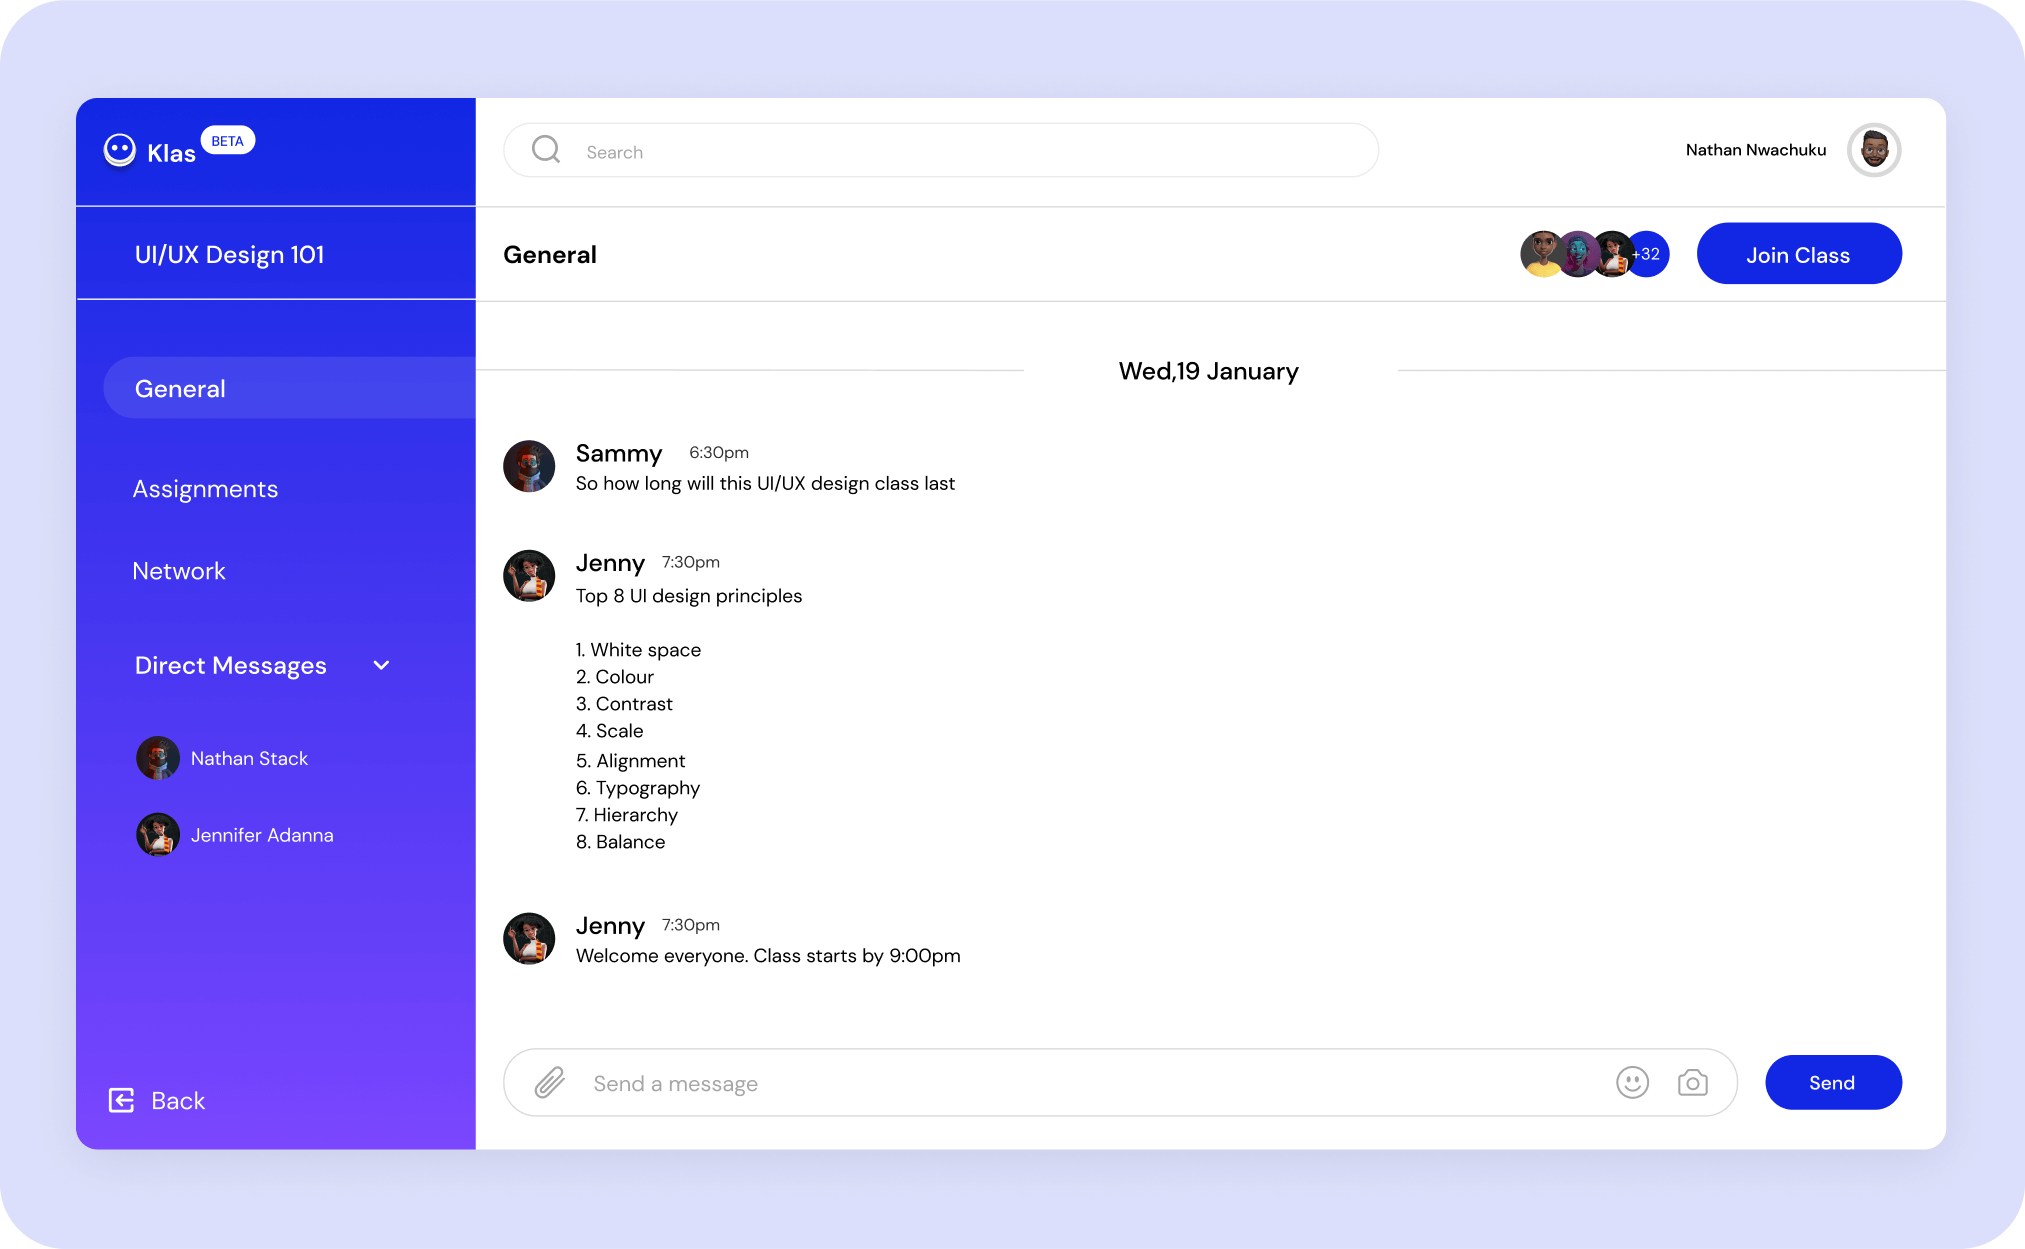 Klas
BETA
Search
Nathan Nwachuku
UI/UX Design 101
General
+32
Join Class
General
Assignments
Network
Direct Messages
Nathan Stack
Jennifer Adanna
Back
Wed,19 January
Sammy 6:30pm
So how long will this UI/UX design class last
Jenny 7:30pm
Top 8 UI design principles
1. White space
2. Colour
3. Contrast
4. Scale
5. Alignment
6. Typography
7. Hierarchy
8. Balance
Jenny 7:30pm
Welcome everyone. Class starts by 9:00pm
Send a message
Send